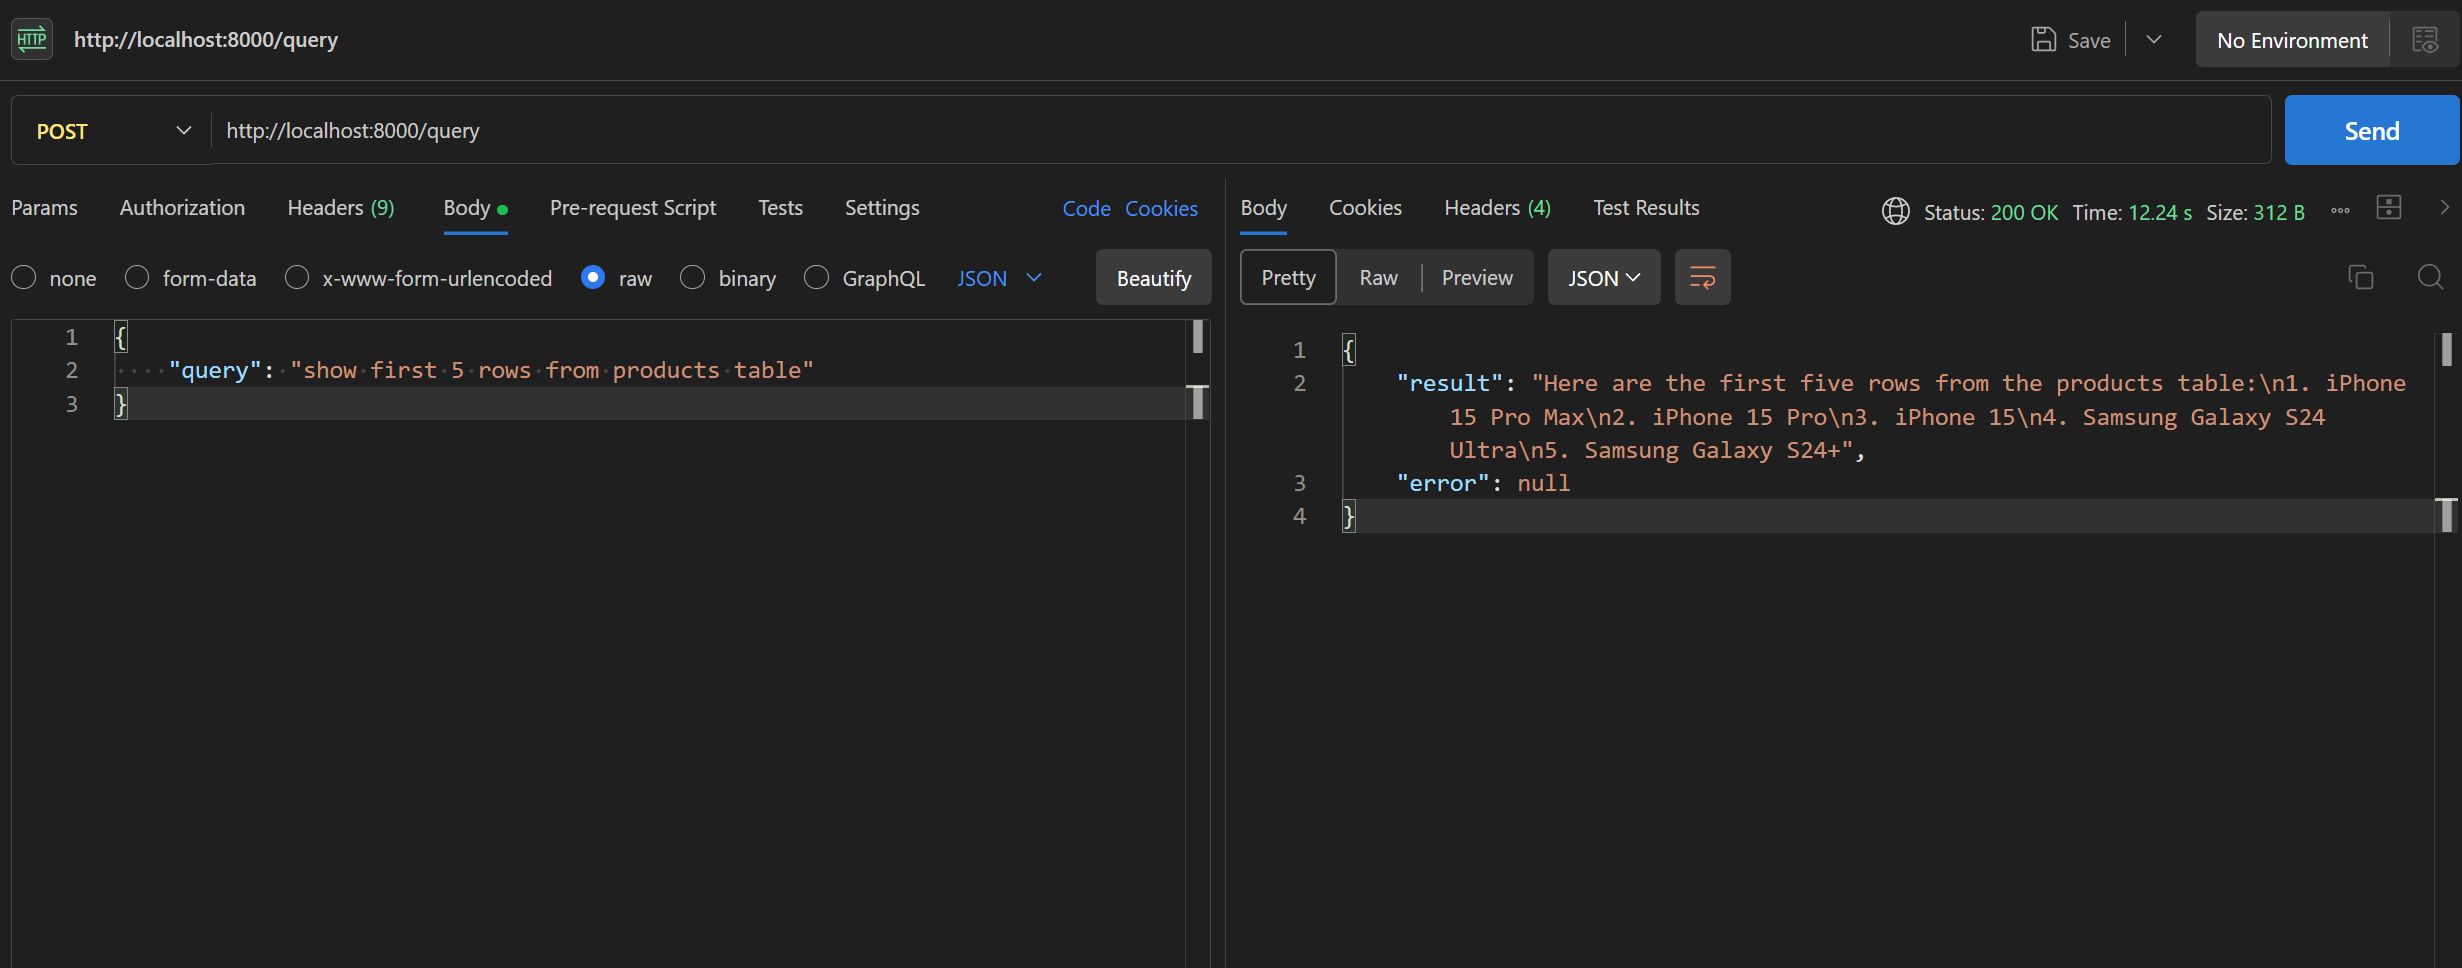 HTTP http://localhost:8000/query Save No Environment
POST http://localhost:8000/query Send
Params Authorization Headers (9) Body Pre-request Script Tests Settings Code Cookies
none form-data x-www-form-urlencoded raw binary GraphQL JSON Beautify
1 {
2 "query": "show first 5 rows from products table"
3 }
Body Cookies Headers (4) Test Results Status: 200 OK Time: 12.24 s Size: 312 B
Pretty Raw Preview JSON
1 {
2 "result": "Here are the first five rows from the products table:\n1. iPhone
15 Pro Max\n2. iPhone 15 Pro\n3. iPhone 15\n4. Samsung Galaxy S24
Ultra\n5. Samsung Galaxy S24+",
3 "error": null
4 }